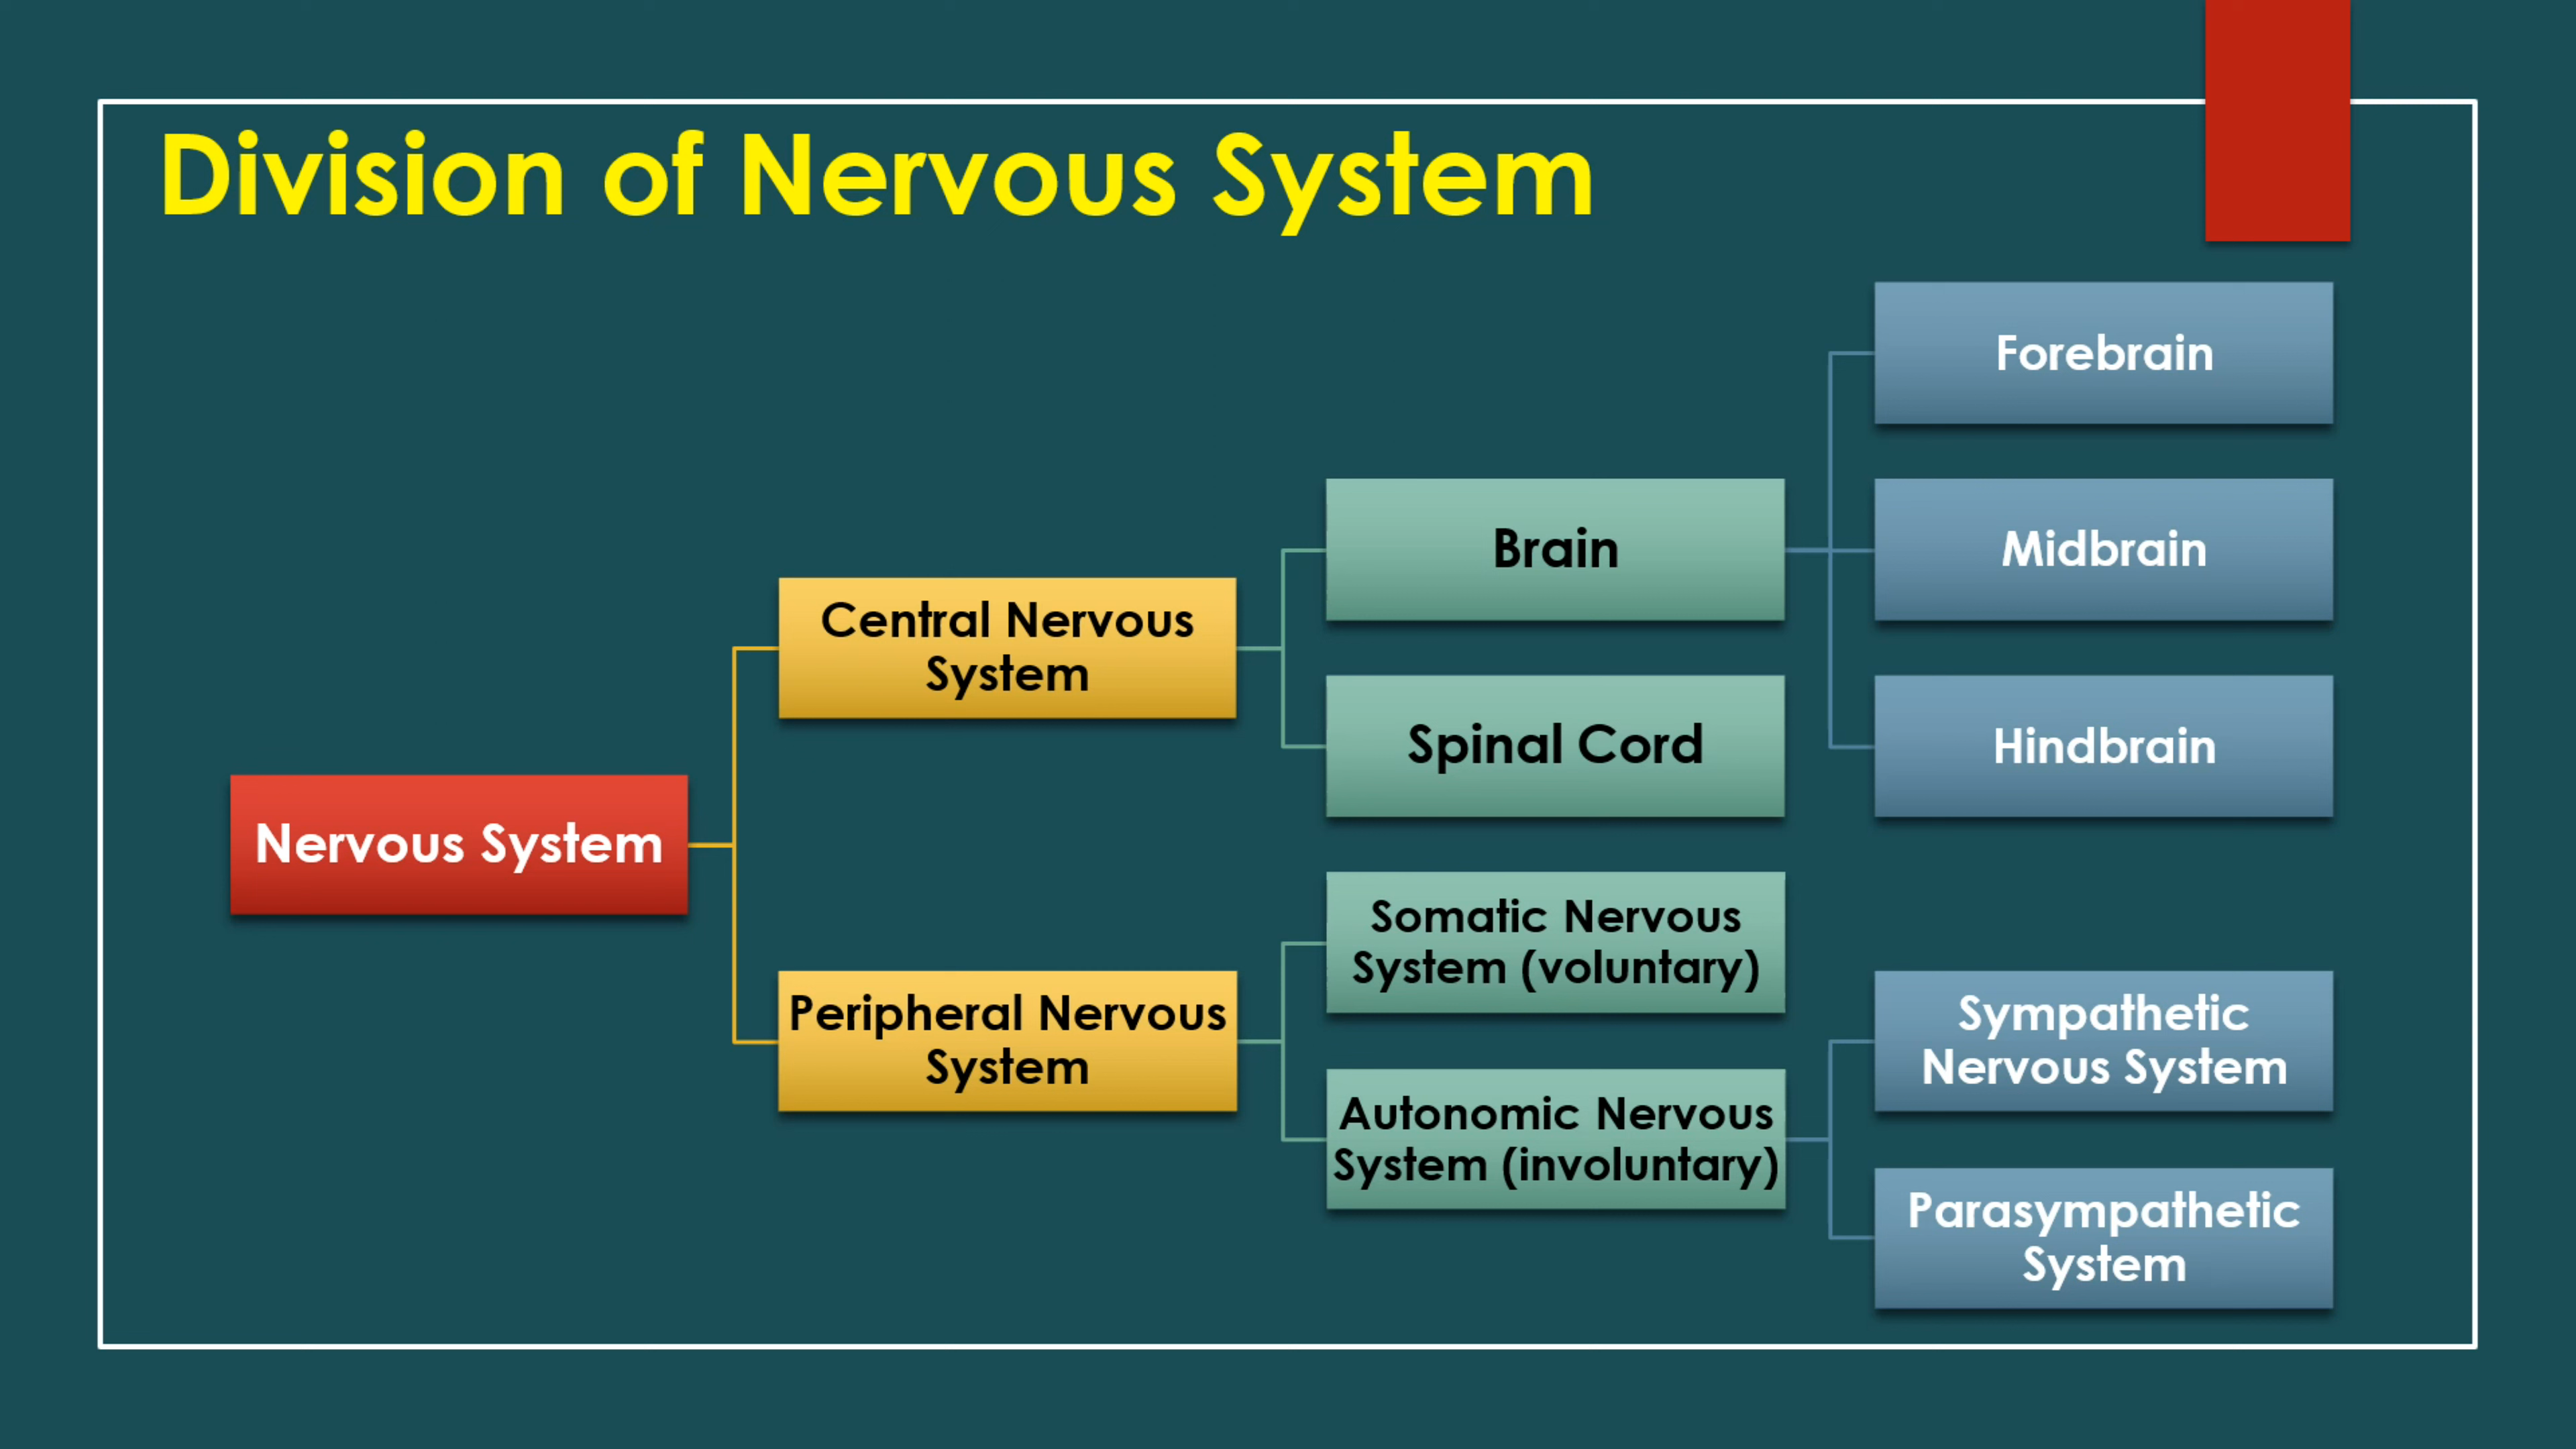 Division of Nervous System
Forebrain
Brain
Midbrain
Central Nervous
System
Spinal Cord
Hindbrain
Nervous System
Somatic Nervous
System (voluntary)
Peripheral Nervous
System
Sympathetic
Nervous System
Autonomic Nervous
System (involuntary)
Parasympathetic
System